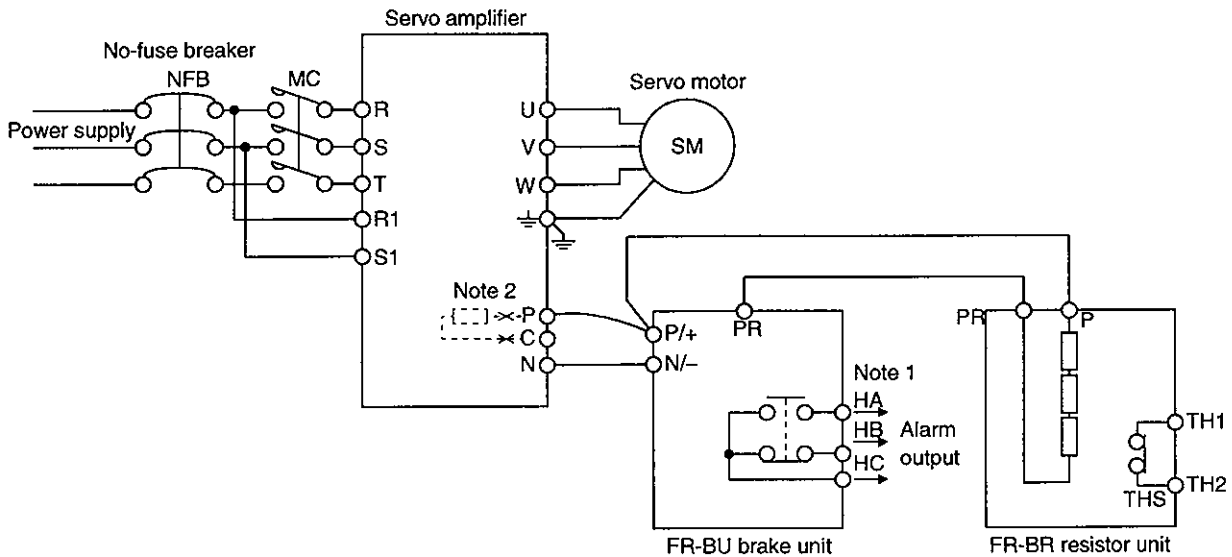 Servo amplifier
No-fuse breaker
NFB
MC
Servo motor
R
U
Power supply
S
V
SM
T
W
R1
S1
Note 2
P
C
N
PR
P/+
N/–
PR
P
Note 1
HA
HB
Alarm
output
HC
TH1
TH2
THS
FR-BU brake unit
FR-BR resistor unit